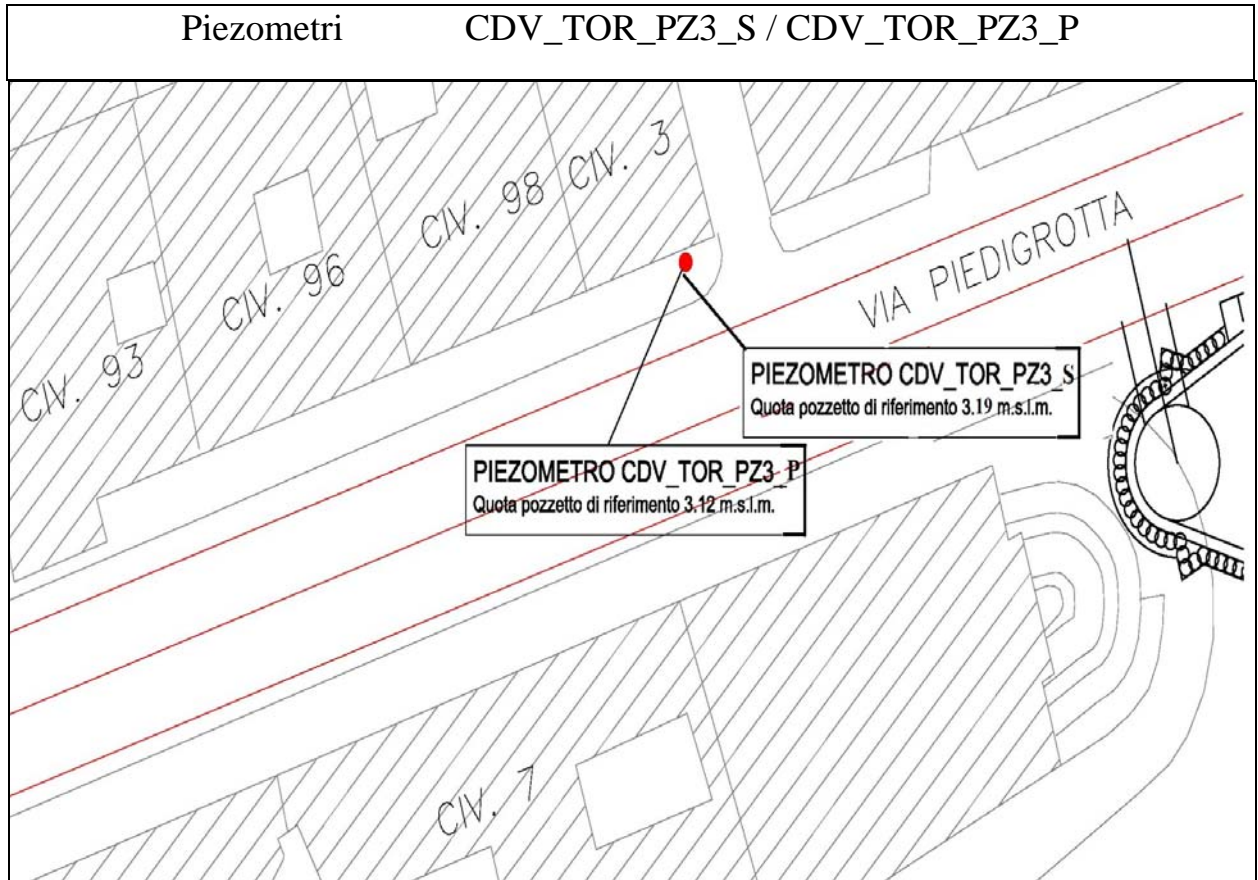 Piezometri CDV_TOR_PZ3_S / CDV_TOR_PZ3_P
CIV. 93
CIV. 96
CIV. 98
CIV. 3
VIA PIEDIGROTTA
PIEZOMETRO CDV_TOR_PZ3_S
Quota pozzetto di riferimento 3.19 m.s.l.m.
PIEZOMETRO CDV_TOR_PZ3_P
Quota pozzetto di riferimento 3.12 m.s.l.m.
CIV. 7